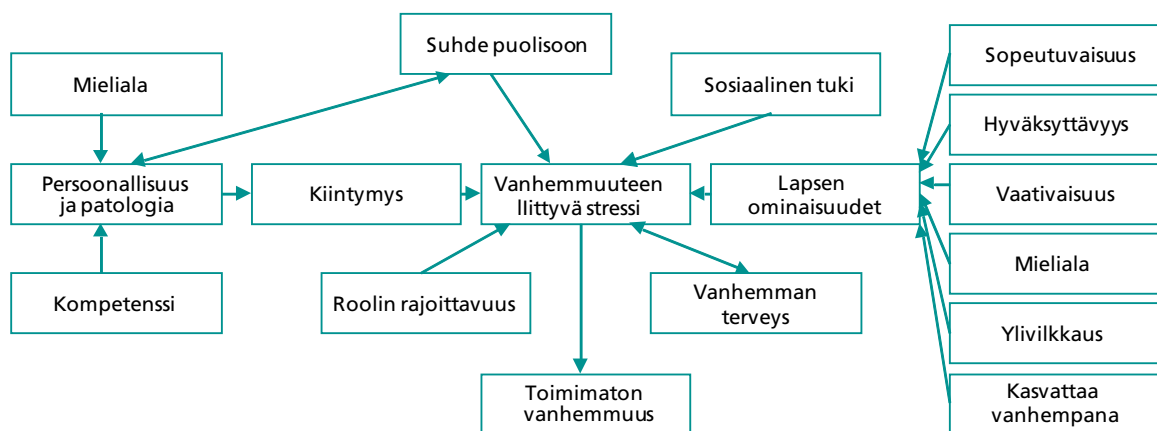 Suhde puolisoon
Mieliala
Sosiaalinen tuki
Sopeutuvaisuus
Hyväksyttävyys
Persoonallisuus
ja patologia
Kiintymys
Vanhemmuuteen
llittyvä stressi
Lapsen
ominaisuudet
Vaativaisuus
Mieliala
Kompetenssi
Roolin rajoittavuus
Vanhemman
terveys
Ylivilkkaus
Toimimaton
vanhemmuus
Kasvattaa
vanhempana